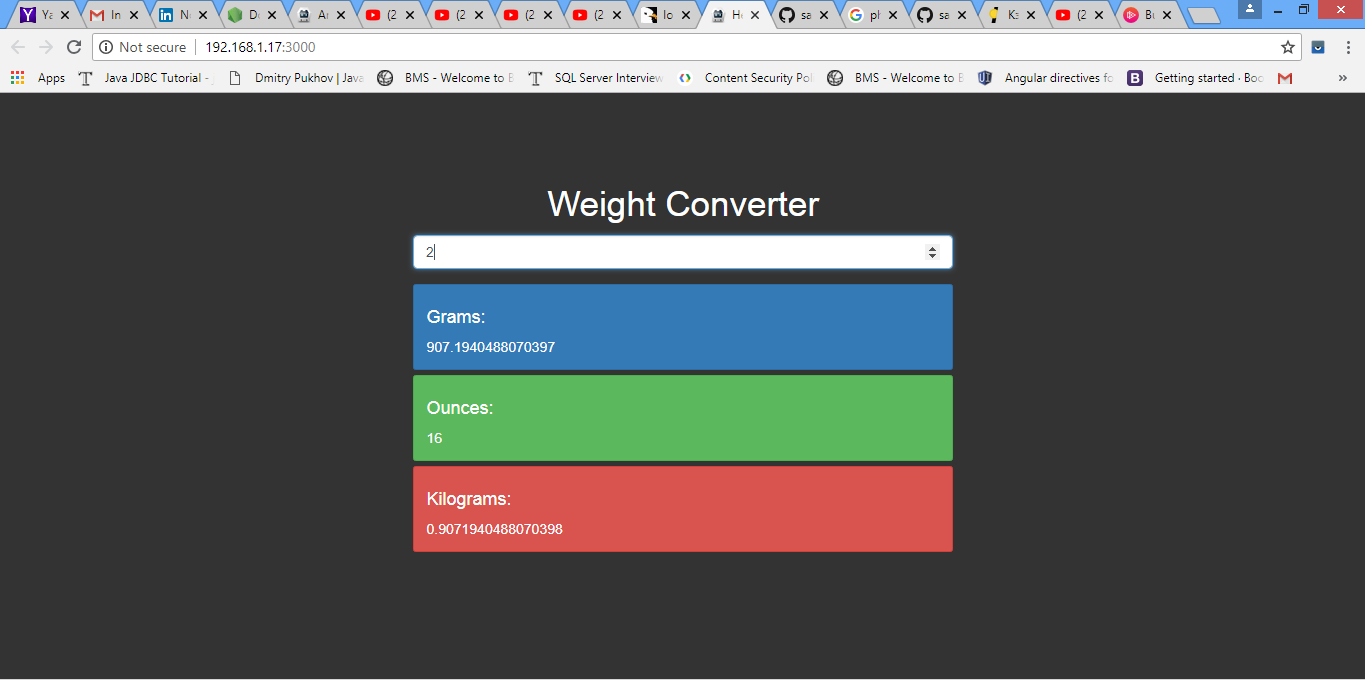 Ya In Ni Di Ar (2 (2 (2 (2 lo He sa pl sa K3 (2 Bu
Not secure 192.168.1.17:3000
Apps Java JDBC Tutorial - Dmitry Pukhov | Java BMS - Welcome to B SQL Server Interview Content Security Pol BMS - Welcome to B Angular directives fo Getting started · Boo »
Weight Converter
2
Grams:
907.1940488070397
Ounces:
16
Kilograms:
0.9071940488070398